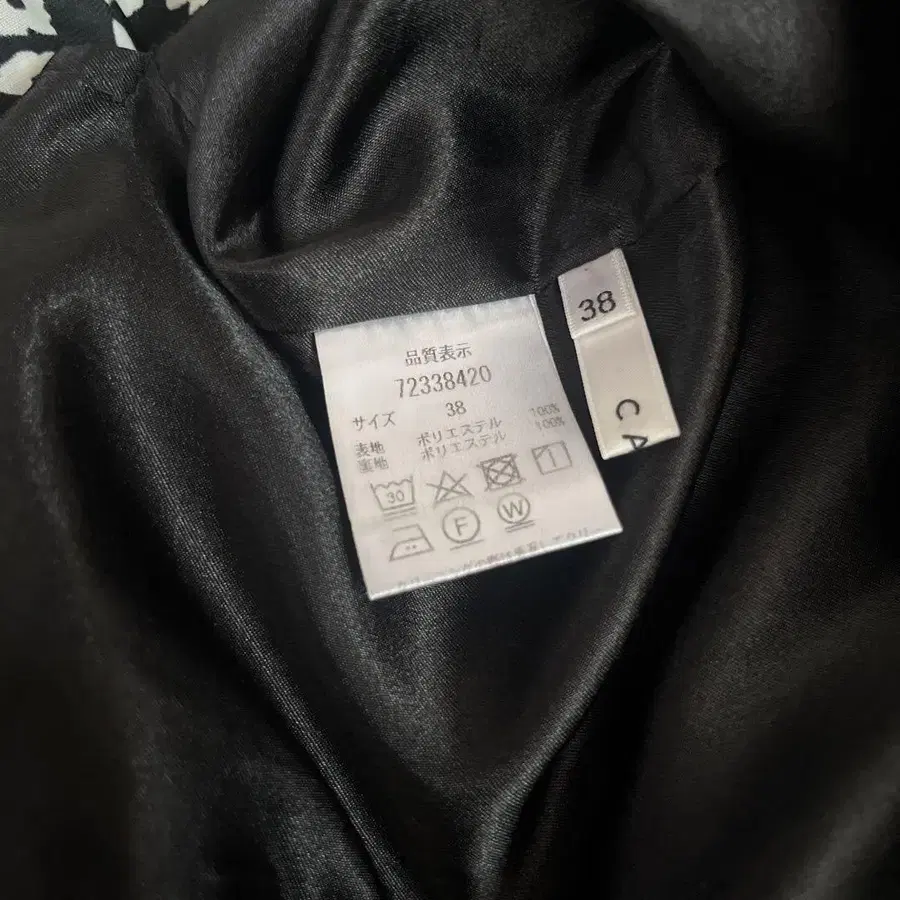 品質表示
72338420
サイズ 38
表地 ポリエステル 100%
裏地 ポリエステル 100%
30
F W
38
C A